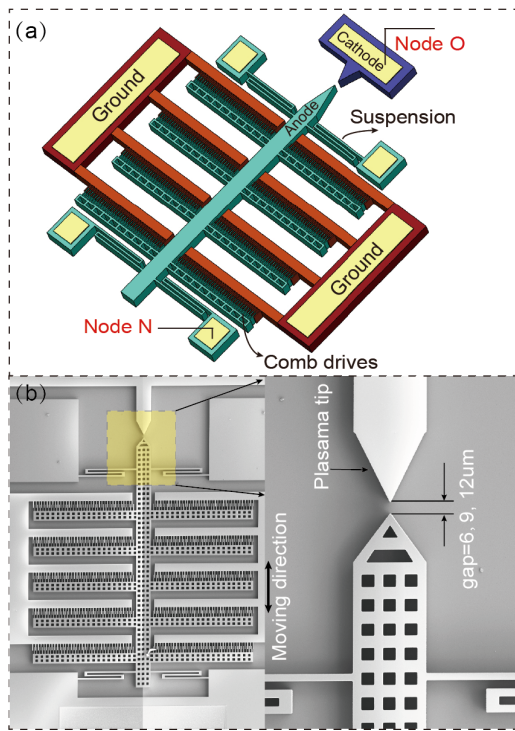 (a)
Cathode
Node O
Ground
Anode
Suspension
Ground
Node N
Comb drives
(b)
Plasama tip
Moving direction
gap=6, 9, 12um